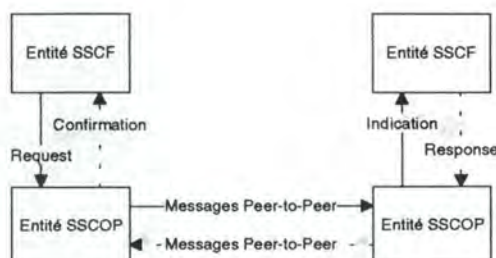 Entité SSCF
Entité SSCF
Confirmation
Indication
Request
Response
Entité SSCOP
Messages Peer-to-Peer
Entité SSCOP
Messages Peer-to-Peer